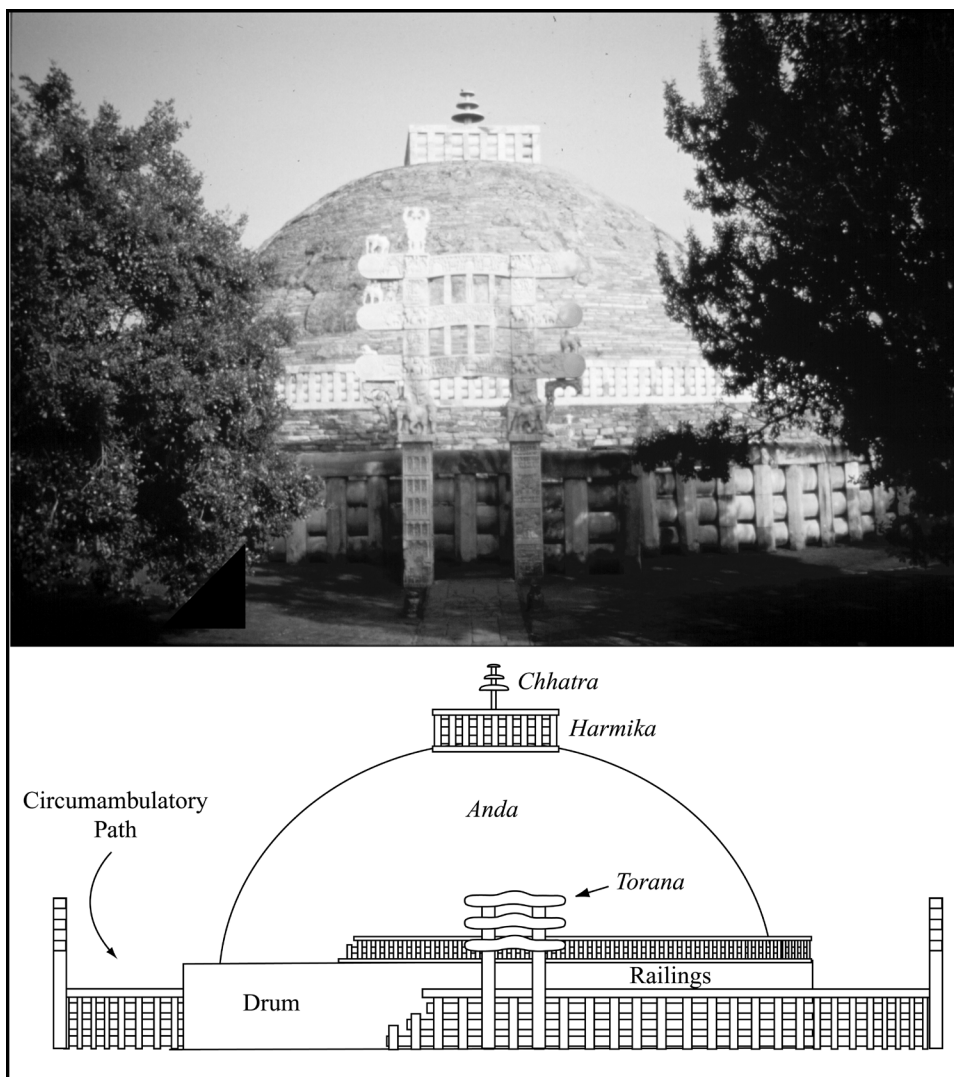 Chhatra
Harmika
Circumambulatory
Path
Anda
Torana
Railings
Drum